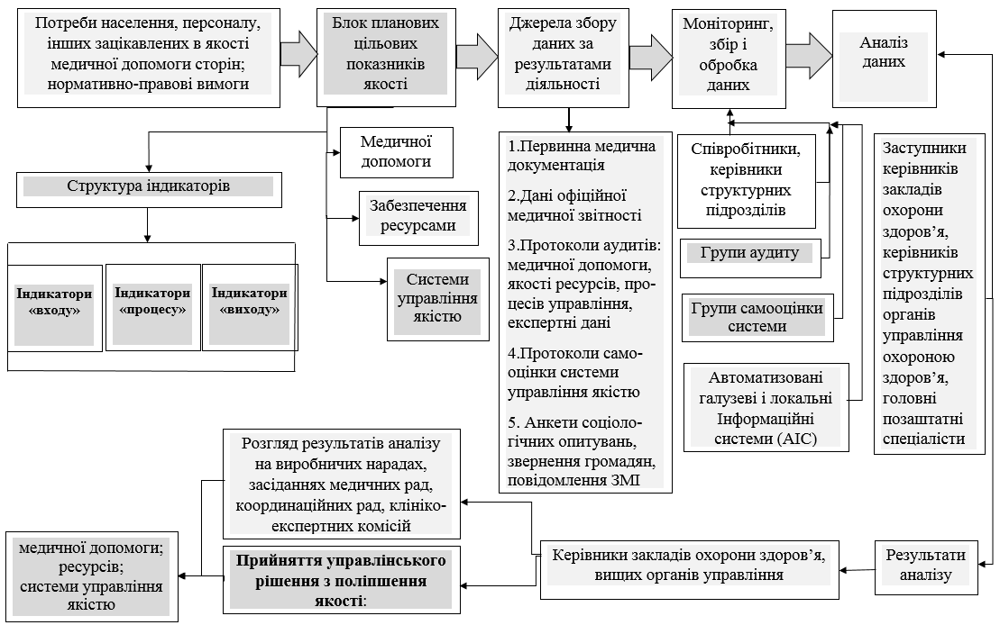 Потреби населення, персоналу,
інших зацікавлених в якості
медичної допомоги сторін;
нормативно-правові вимоги
Блок планових
цільових
показників
якості
Джерела збору
даних за
результатами
діяльності
Моніторинг,
збір і
обробка
даних
Аналіз
даних
Медичної
допомоги
Структура індикаторів
Забезпечення
ресурсами
Системи
управління
якістю
Індикатори
«входу»
Індикатори
«процесу»
Індикатори
«виходу»
1.Первинна медична
документація
2.Дані офіційної
медичної звітності
3.Протоколи аудитів:
медичної допомоги,
якості ресурсів, про-
цесів управління,
експертні дані
4.Протоколи само-
оцінки системи
управління якістю
5. Анкети соціоло-
гічних опитувань,
звернення громадян,
повідомлення ЗМІ
Співробітники,
керівники
структурних
підрозділів
Групи аудиту
Групи самооцінки
системи
Автоматизовані
галузеві і локальні
Інформаційні
системи (АІС)
Заступники
керівників
закладів
охорони
здоров’я,
керівників
структурних
підрозділів
органів
управління
охороною
здоров’я,
головні
позаштатні
спеціалісти
Розгляд результатів аналізу
на виробничих нарадах,
засіданнях медичних рад,
координаційних рад, клініко-
експертних комісій
медичної допомоги;
ресурсів;
системи управління
якістю
Прийняття управлінського
рішення з поліпшення
якості:
Керівники закладів охорони здоров’я,
вищих органів управління
Результати
аналізу